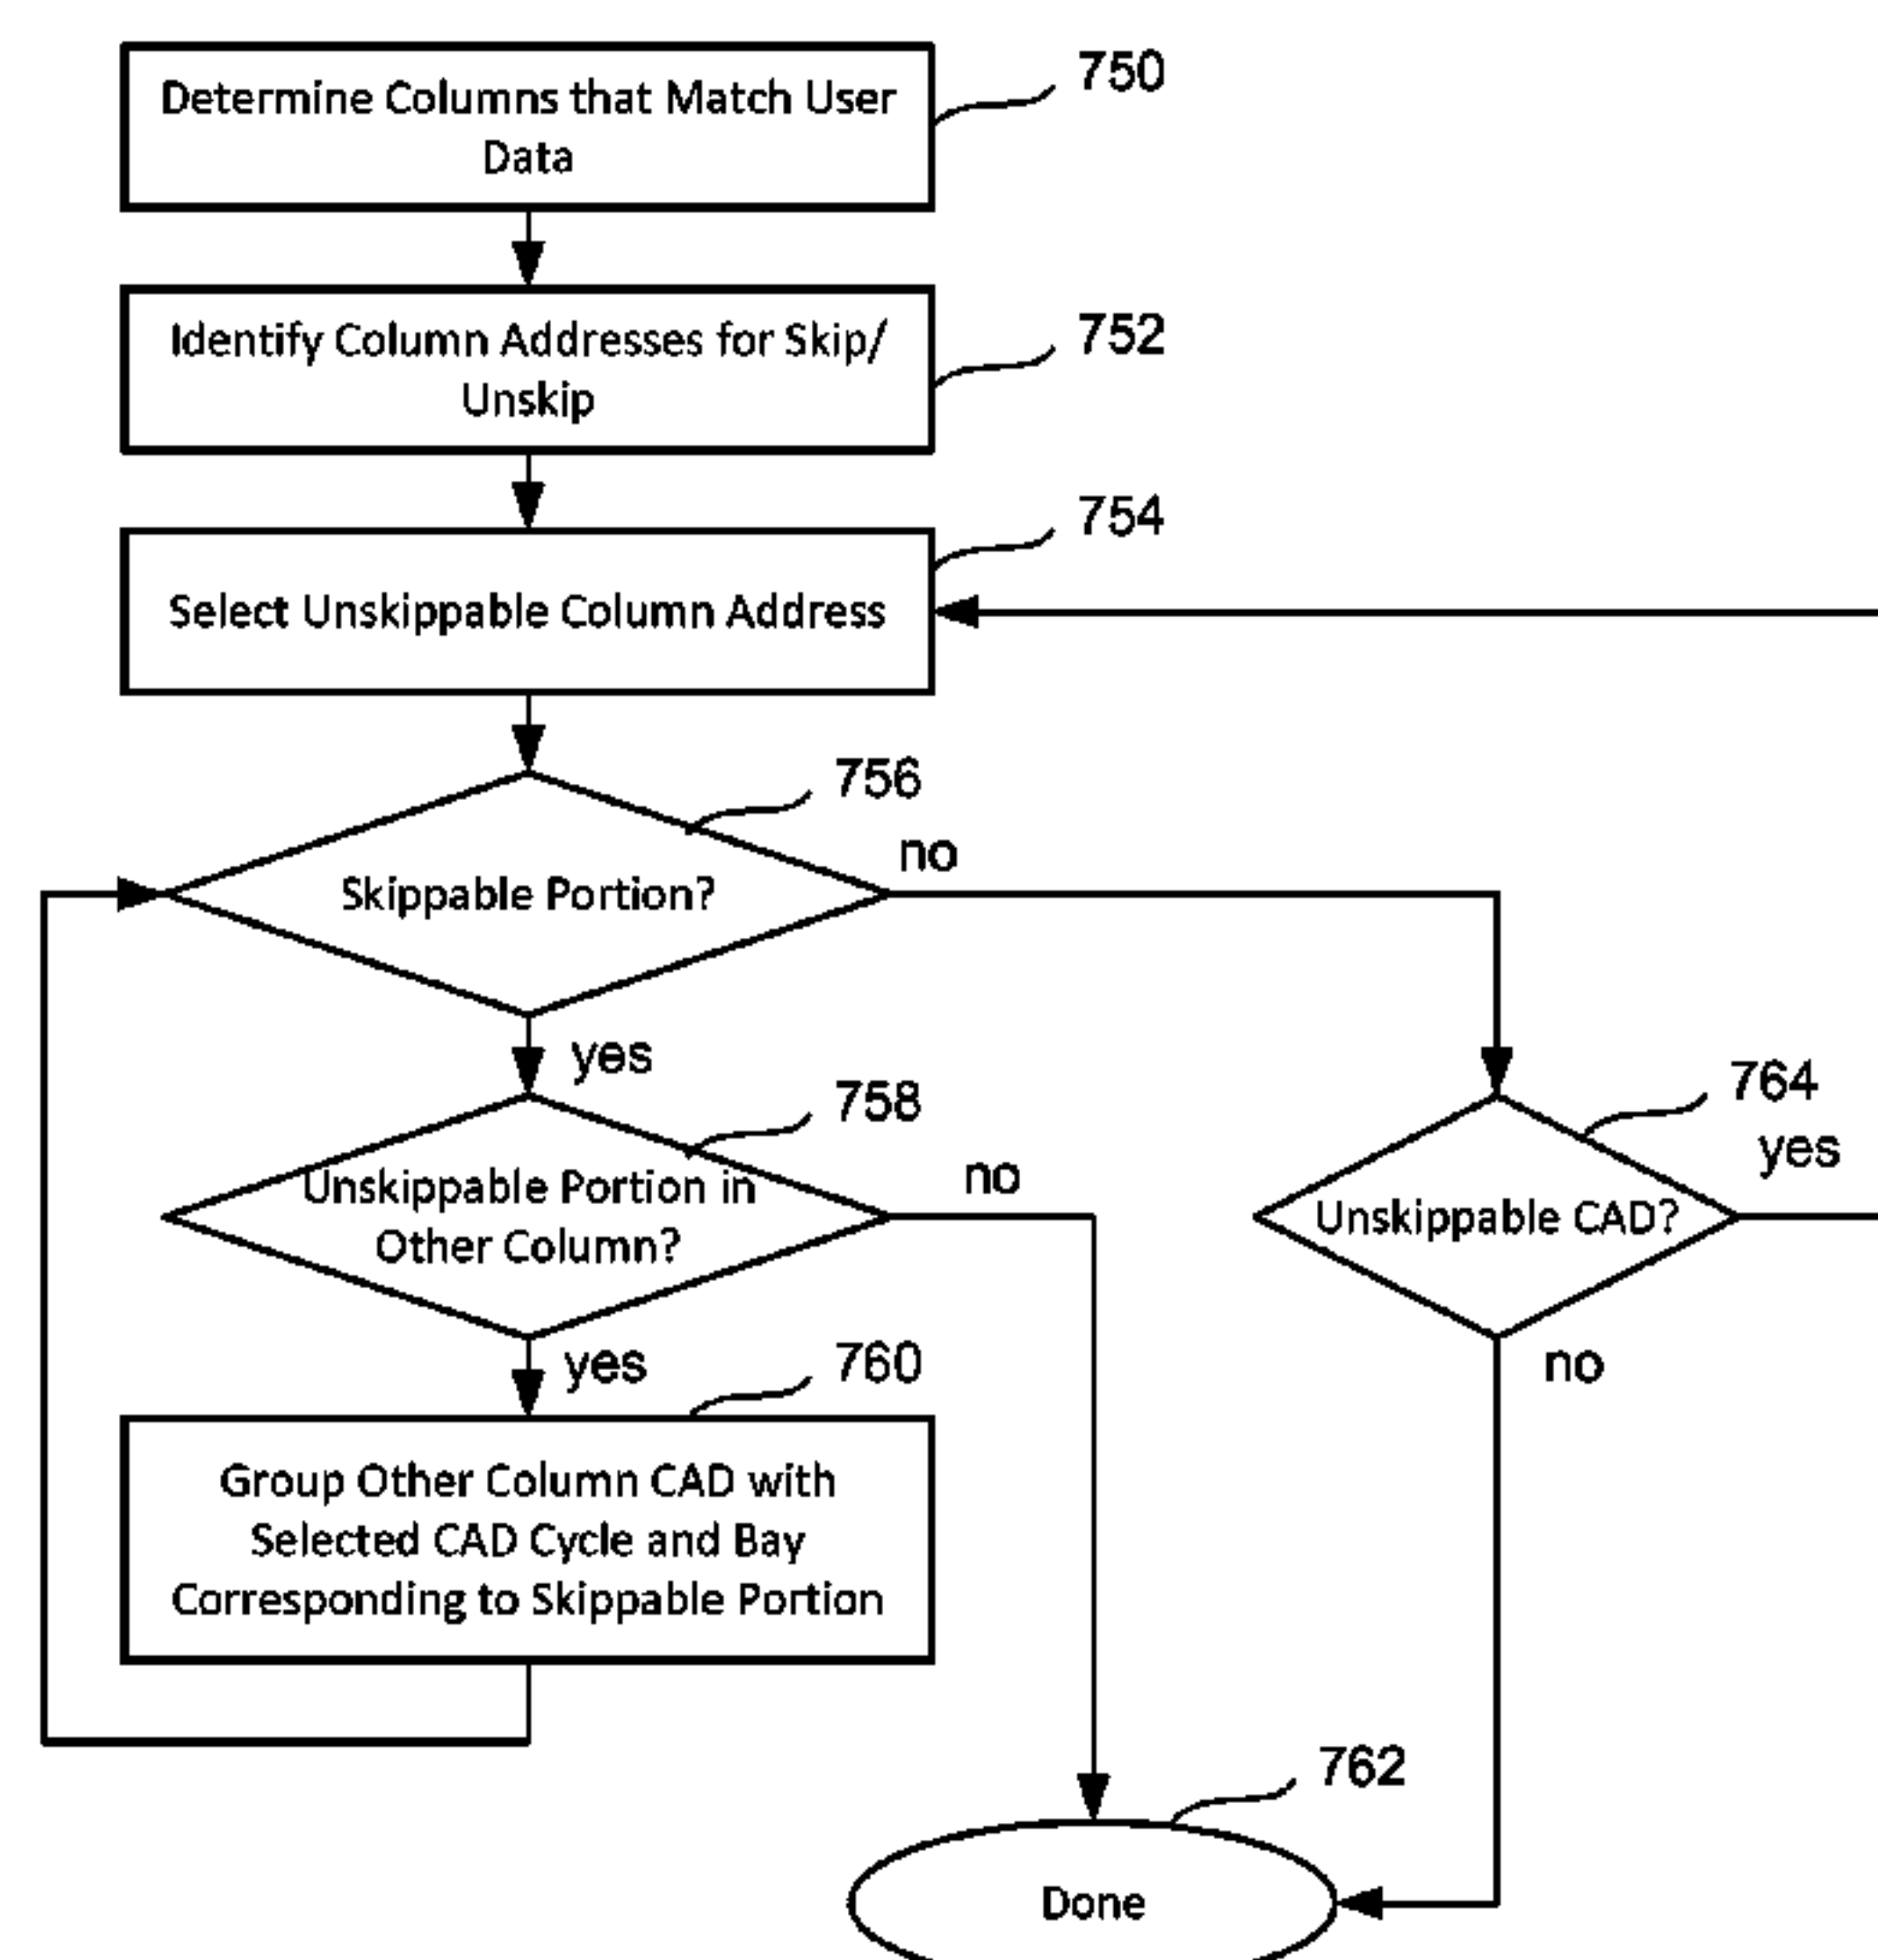 Determine Columns that Match User
Data
750
Identify Column Addresses for Skip/
Unskip
752
Select Unskippable Column Address
754
Skippable Portion?
756
no
yes
Unskippable Portion in
Other Column?
758
no
yes
Unskippable CAD?
764
yes
no
Group Other Column CAD with
Selected CAD Cycle and Bay
Corresponding to Skippable Portion
760
Done
762